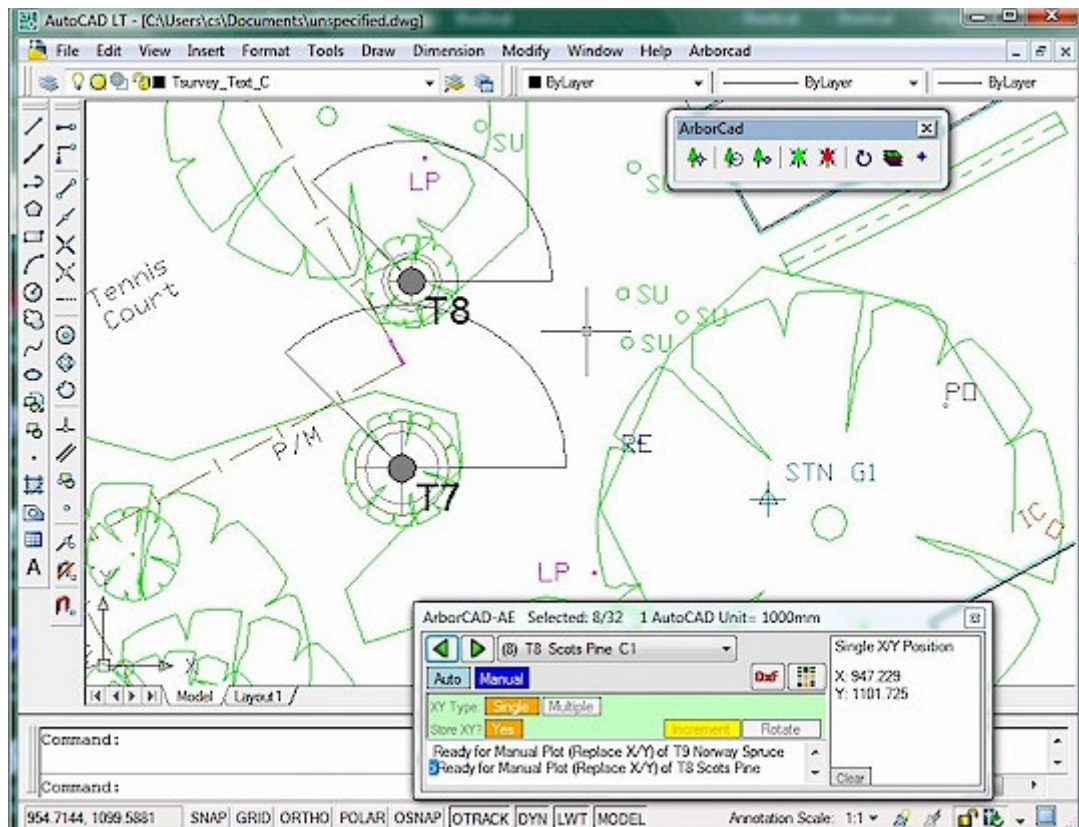 AutoCAD LT - [C:\Users\cs\Documents\unspecified.dwg]
File Edit View Insert Format Tools Draw Dimension Modify Window Help Arborcad
Tsurvey_Text_C ByLayer ByLayer ByLayer
ArborCad
SU
LP
SU
Tennis
Court
T8
SU
SU
SU
PO
P/M
RE
STN G1
T7
IC
LP
Y
X
Model Layout1
ArborCAD-AE Selected: 8/32 1 AutoCAD Unit= 1000mm
(8) T8 Scots Pine C1
Single X/Y Position
Auto Manual DxF
X: 947.229
Y: 1101.725
XY Type Single Multiple
Store XY? Yes Increment Rotate
Ready for Manual Plot (Replace X/Y) of T9 Norway Spruce
Ready for Manual Plot (Replace X/Y) of T8 Scots Pine
Clear
Command:
Command:
954.7144, 1099.5881 SNAP GRID ORTHO POLAR OSNAP OTRACK DYN LWT MODEL Annotation Scale: 1:1